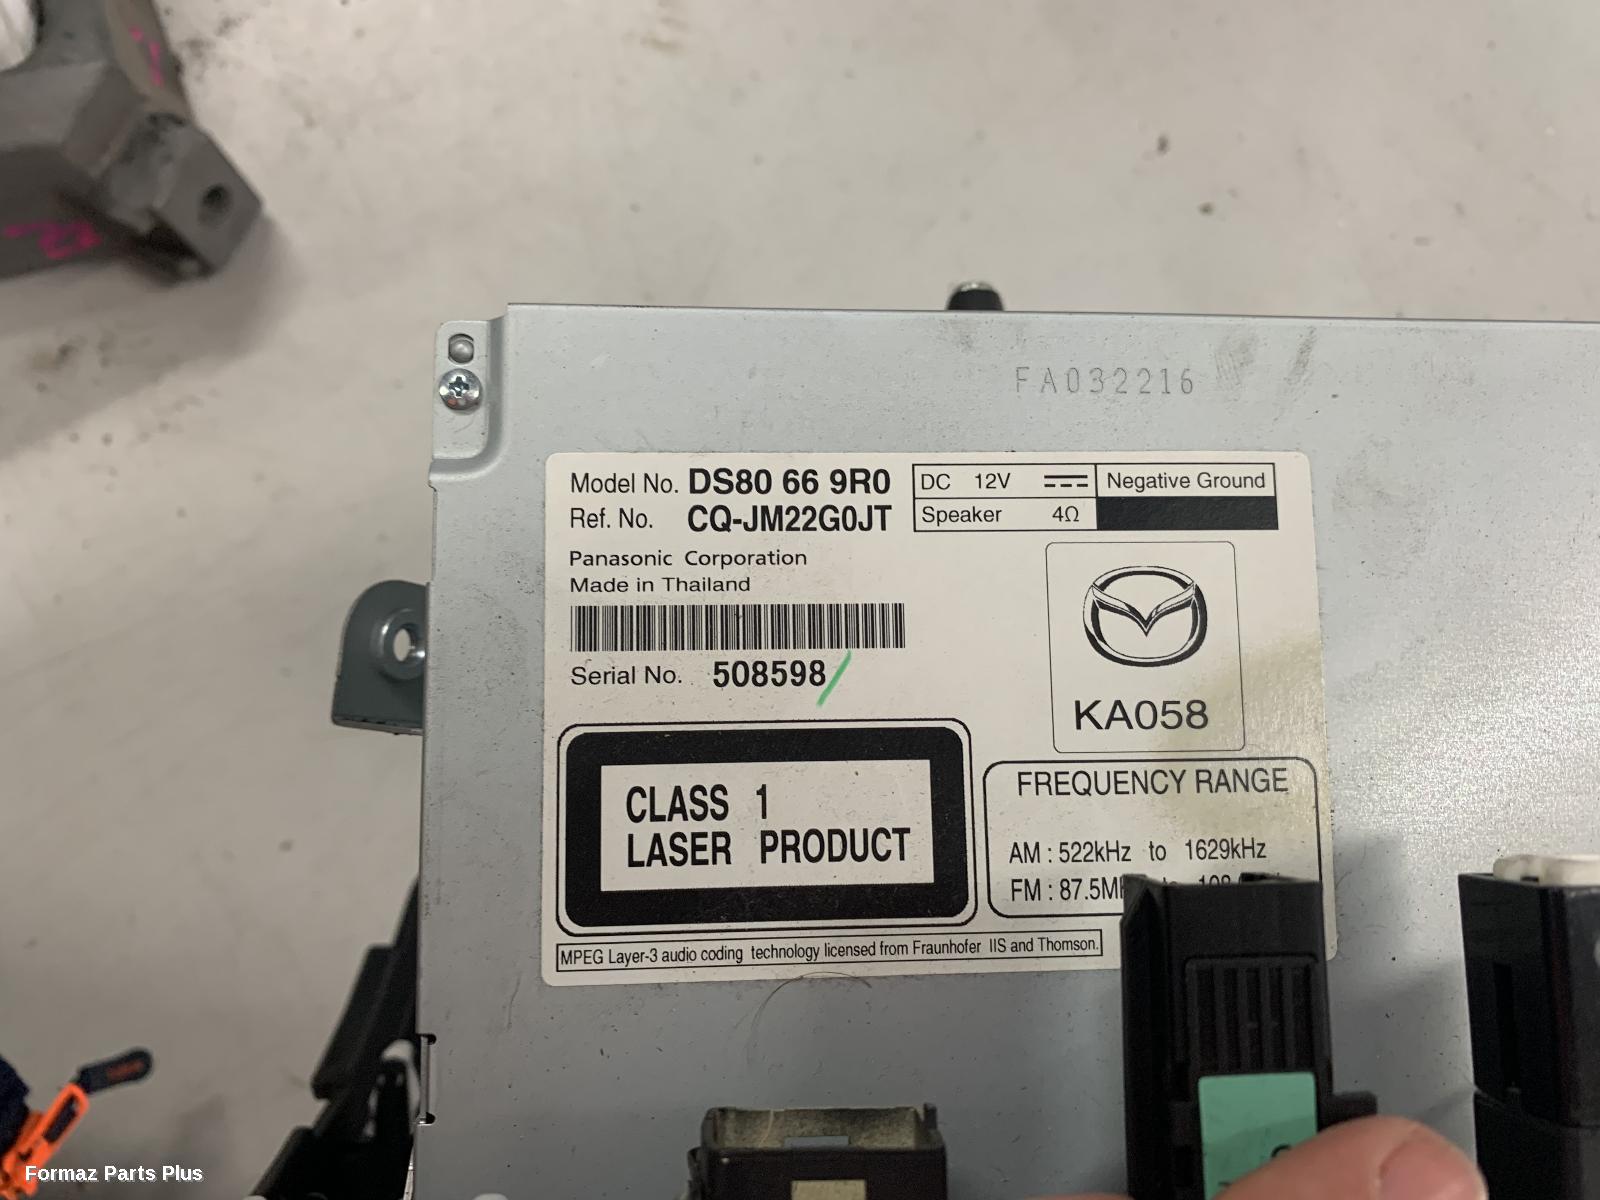 FA032216
Model No. DS80 66 9R0
Ref. No. CQ-JM22G0JT
DC 12V Negative Ground
Speaker 4Ω
Panasonic Corporation
Made in Thailand
Serial No. 508598
KA058
CLASS 1
LASER PRODUCT
FREQUENCY RANGE
AM : 522kHz to 1629kHz
FM : 87.5M
MPEG Layer-3 audio coding technology licensed from Fraunhofer IIS and Thomson.
Formaz Parts Plus